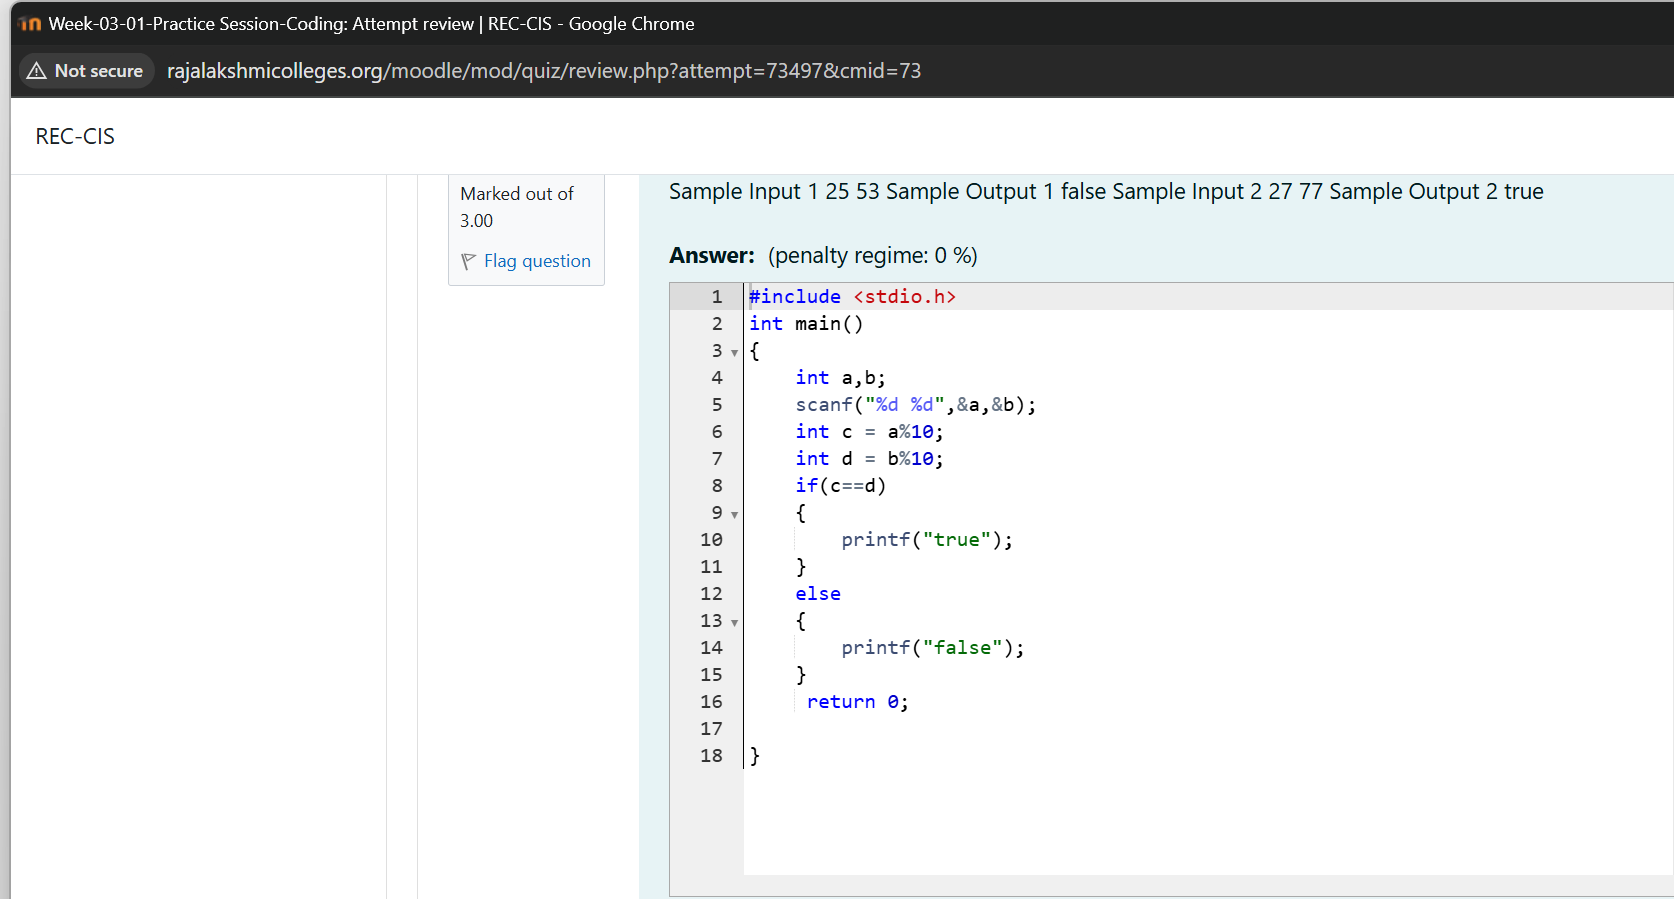 Week-03-01-Practice Session-Coding: Attempt review | REC-CIS - Google Chrome
Not secure rajalakshmicolleges.org/moodle/mod/quiz/review.php?attempt=73497&cmid=73
REC-CIS
Marked out of
3.00
Flag question
Sample Input 1 25 53 Sample Output 1 false Sample Input 2 27 77 Sample Output 2 true
Answer: (penalty regime: 0 %)
1 #include <stdio.h>
2 int main()
3 {
4     int a,b;
5     scanf("%d %d",&a,&b);
6     int c = a%10;
7     int d = b%10;
8     if(c==d)
9     {
10         printf("true");
11     }
12     else
13     {
14         printf("false");
15     }
16      return 0;
17
18 }